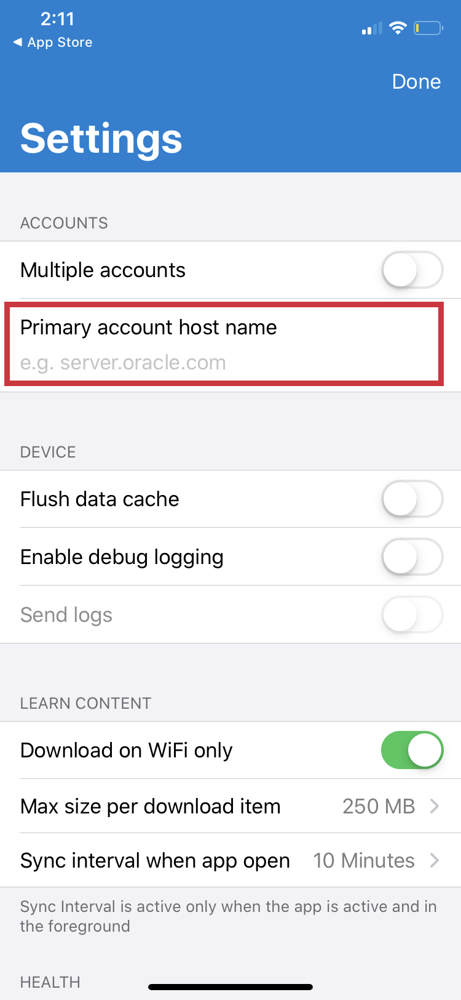 2:11
◀ App Store
Done
Settings
ACCOUNTS
Multiple accounts
Primary account host name
e.g. server.oracle.com
DEVICE
Flush data cache
Enable debug logging
Send logs
LEARN CONTENT
Download on WiFi only
Max size per download item 250 MB
Sync interval when app open 10 Minutes
Sync Interval is active only when the app is active and in
the foreground
HEALTH